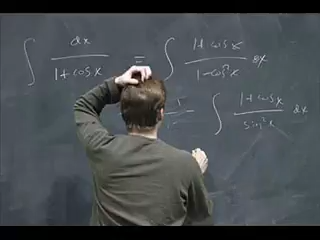 ∫ dx / (1 + cos x) = ∫ (1 + cos x) / (1 - cos²x) dx
= ∫ (1 + cos x) / (sin²x) dx